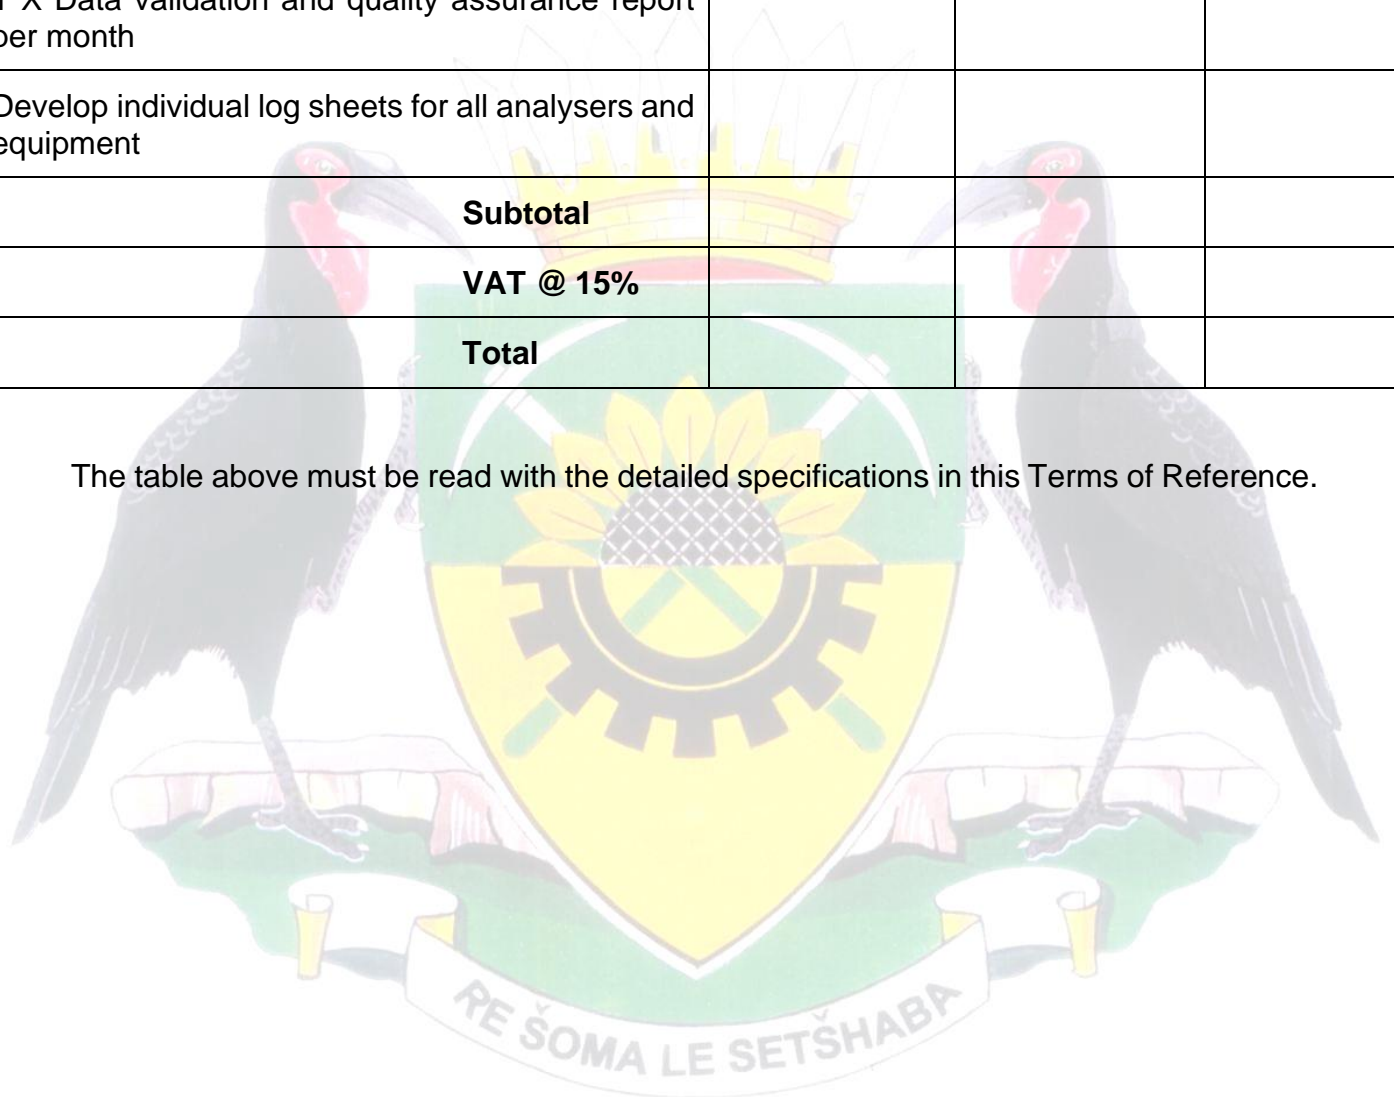 X Data validation and quality assurance report
per month
Develop individual log sheets for all analysers and
equipment
Subtotal
VAT @ 15%
Total
The table above must be read with the detailed specifications in this Terms of Reference.
RE ŠOMA LE SETŠHABA